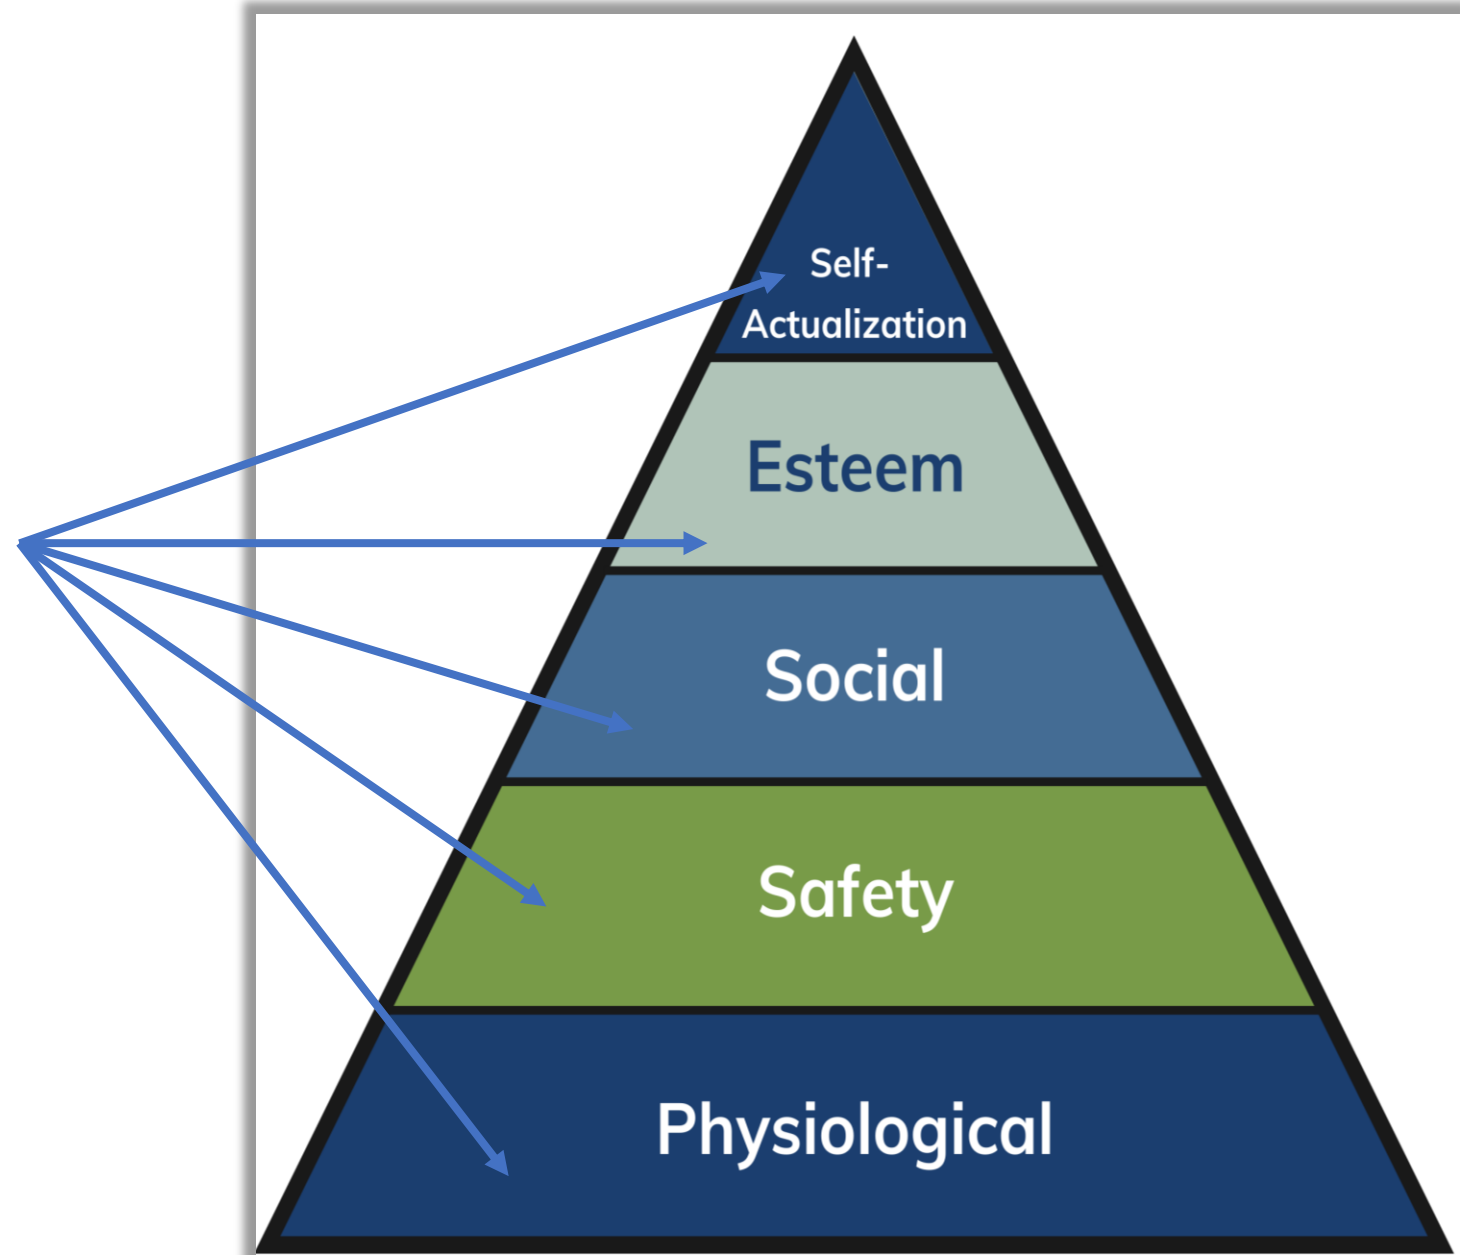 Self-
Actualization
Esteem
Social
Safety
Physiological